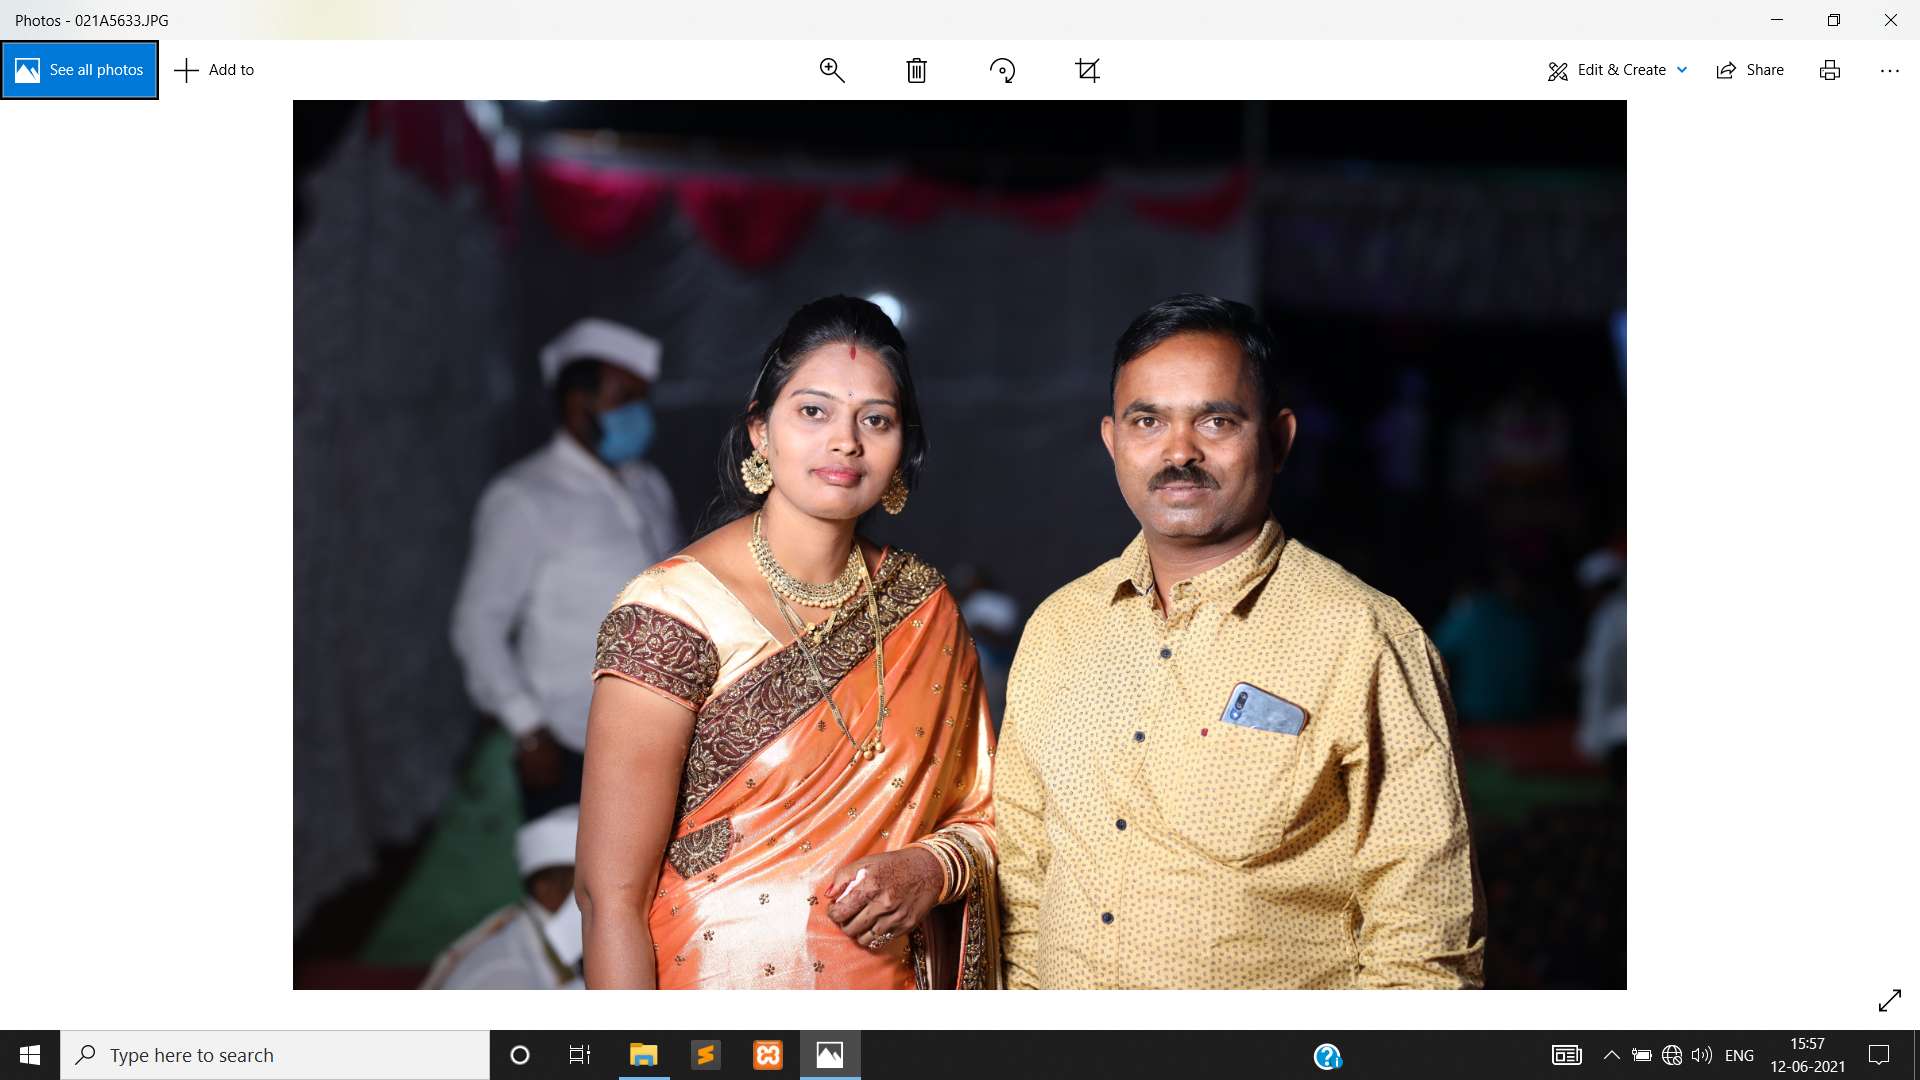 Photos - 021A5633.JPG
See all photos
Add to
Edit & Create
Share
Type here to search
ENG
15:57
12-06-2021